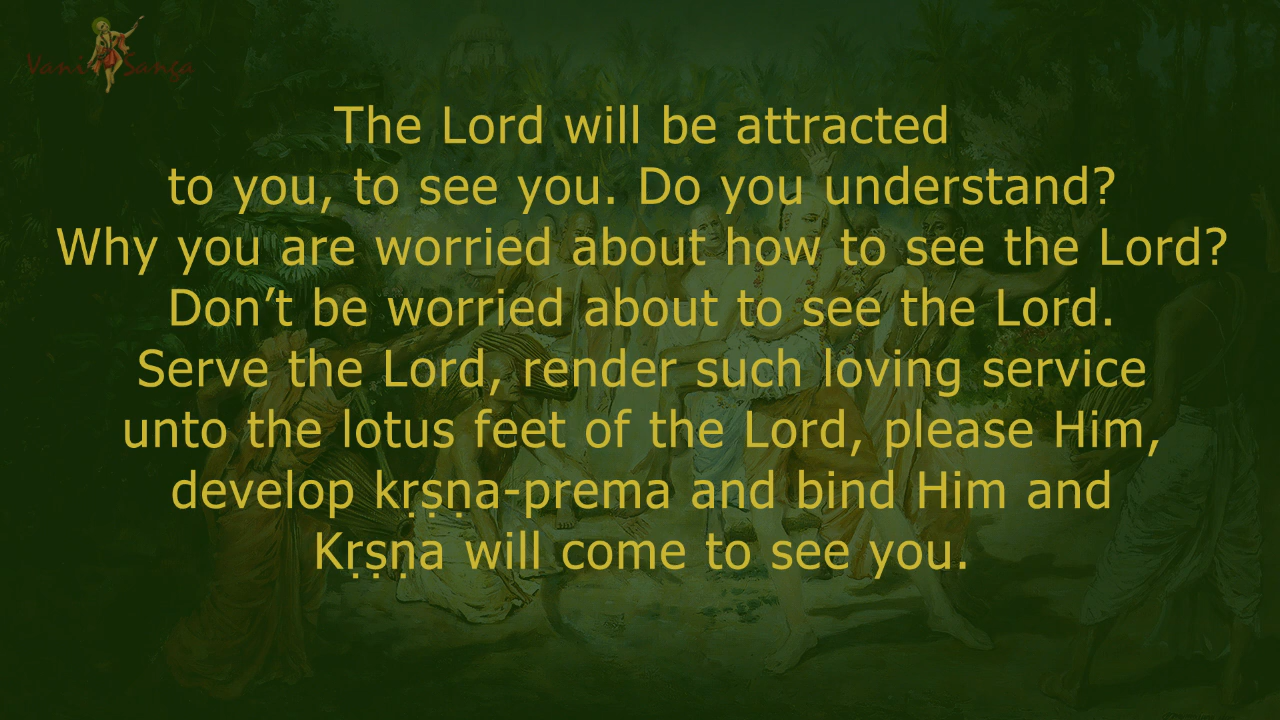 Vani Sanga
The Lord will be attracted
to you, to see you. Do you understand?
Why you are worried about how to see the Lord?
Don’t be worried about to see the Lord.
Serve the Lord, render such loving service
unto the lotus feet of the Lord, please Him,
develop kṛṣṇa-prema and bind Him and
Kṛṣṇa will come to see you.